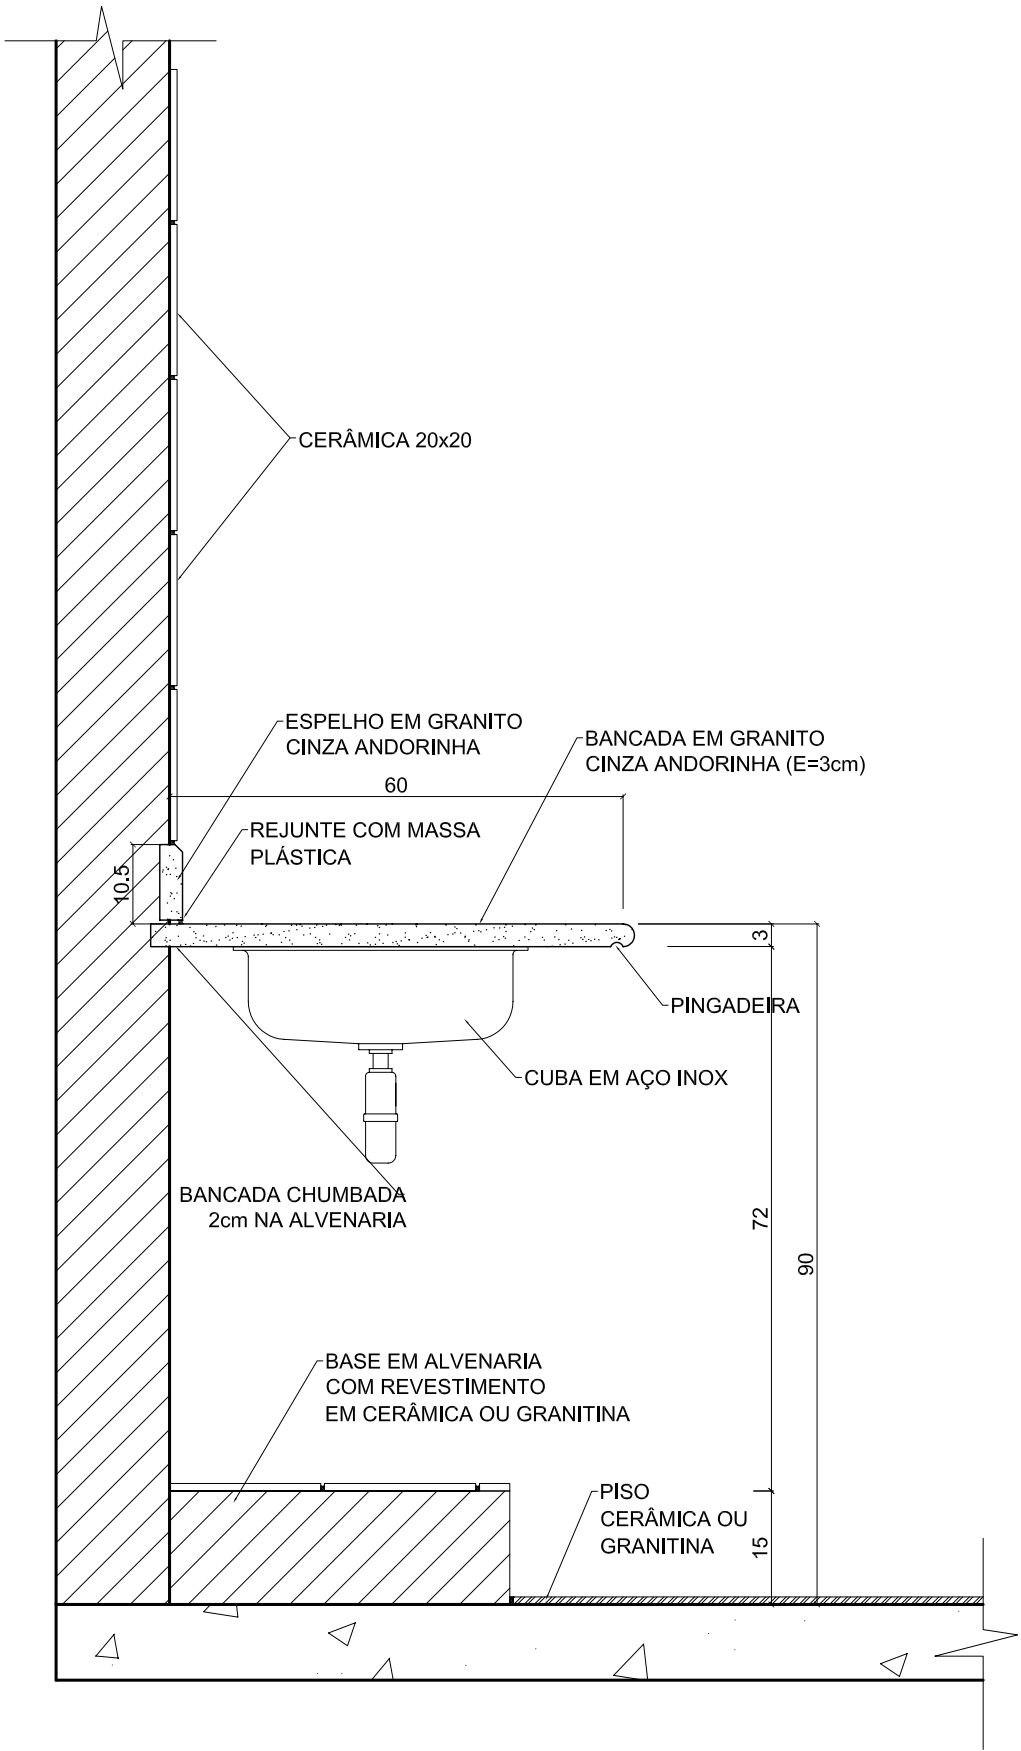 CERÂMICA 20x20
ESPELHO EM GRANITO
CINZA ANDORINHA
BANCADA EM GRANITO
CINZA ANDORINHA (E=3cm)
60
REJUNTE COM MASSA
PLÁSTICA
10.5
3
PINGADEIRA
CUBA EM AÇO INOX
BANCADA CHUMBADA
2cm NA ALVENARIA
72
90
BASE EM ALVENARIA
COM REVESTIMENTO
EM CERÂMICA OU GRANITINA
PISO
CERÂMICA OU
GRANITINA
15